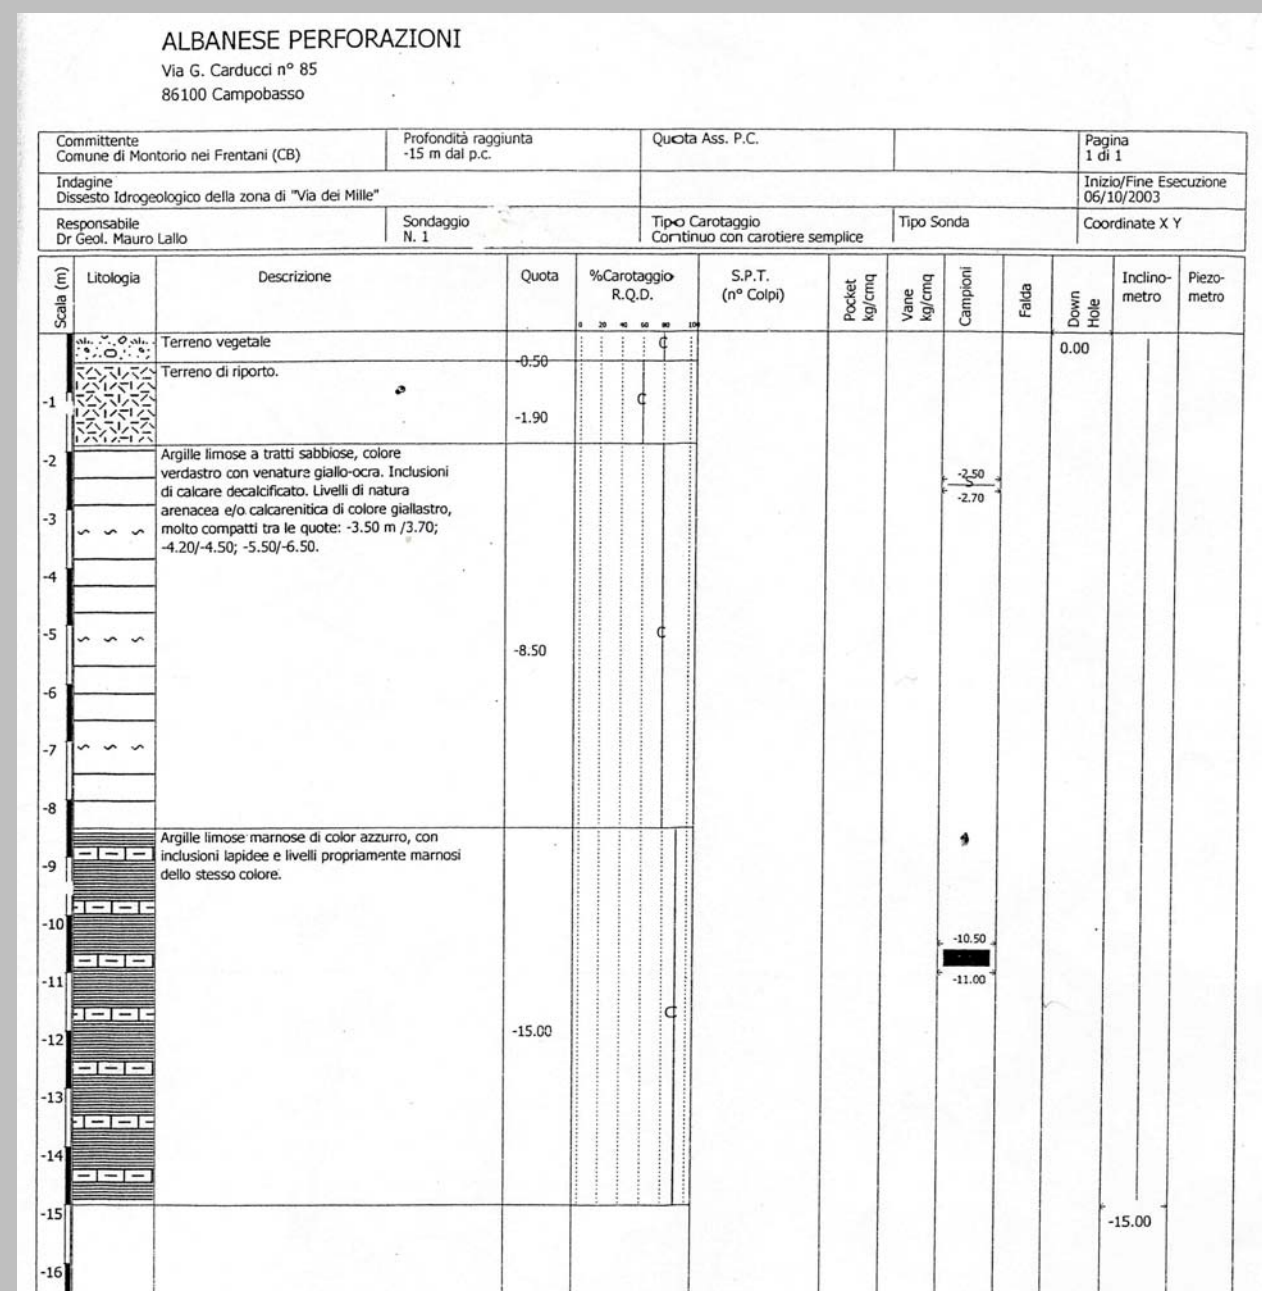 ALBANESE PERFORAZIONI
Via G. Carducci n° 85
86100 Campobasso
Committente
Comune di Montorio nei Frentani (CB)
Profondità raggiunta
-15 m dal p.c.
Quota Ass. P.C.
Pagina
1 di 1
Indagine
Dissesto Idrogeologico della zona di "Via dei Mille"
Inizio/Fine Esecuzione
06/10/2003
Responsabile
Dr Geol. Mauro Lallo
Sondaggio
N. 1
Tipo Carotaggio
Continuo con carotiere semplice
Tipo Sonda
Coordinate X Y
Scala (m)
Litologia
Descrizione
Quota
%Carotaggio
R.Q.D.
0 20 40 60 80 100
S.P.T.
(n° Colpi)
Pocket
kg/cmq
Vane
kg/cmq
Campioni
Falda
Down
Hole
Inclino-
metro
Piezo-
metro
Terreno vegetale
C
0.00
-0.50
Terreno di riporto.
-1
C
-1.90
Argille limose a tratti sabbiose, colore
verdastro con venature giallo-ocra. Inclusioni
di calcare decalcificato. Livelli di natura
arenacea e/o calcarenitica di colore giallastro,
molto compatti tra le quote: -3.50 m /3.70;
-4.20/-4.50; -5.50/-6.50.
-2
-2.50
S
-2.70
-3
-4
-5
C
-8.50
-6
-7
-8
Argille limose marnose di color azzurro, con
inclusioni lapidee e livelli propriamente marnosi
dello stesso colore.
-9
-10
-10.50
-11
-11.00
C
-12
-15.00
-13
-14
-15
-15.00
-16